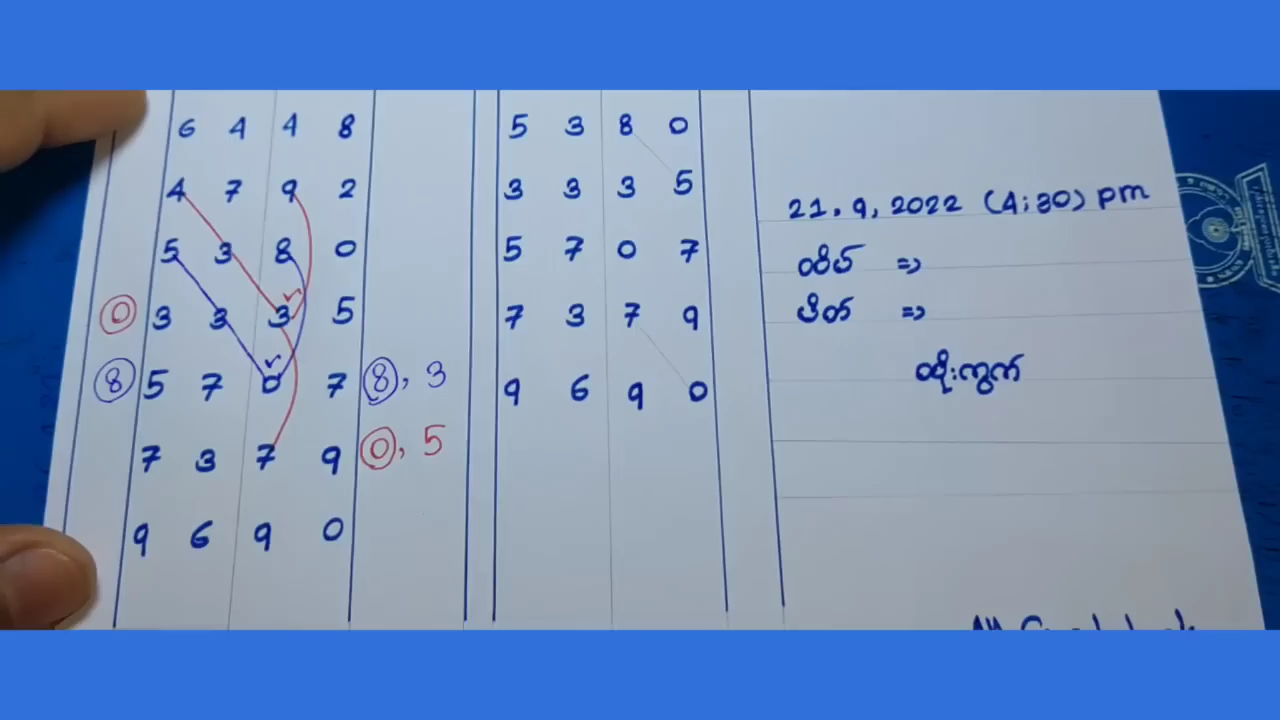 6 4 4 8
4 7 9 2
5 3 8 0
0 3 3 3 5
8 5 7 0 7 8, 3
7 3 7 9 0, 5
9 6 9 0
5 3 8 0
3 3 3 5
5 7 0 7
7 3 7 9
9 6 9 0
21, 9, 2022 (4:30) pm
ထိပ် =>
ပိတ် =>
ထိုးကွက်